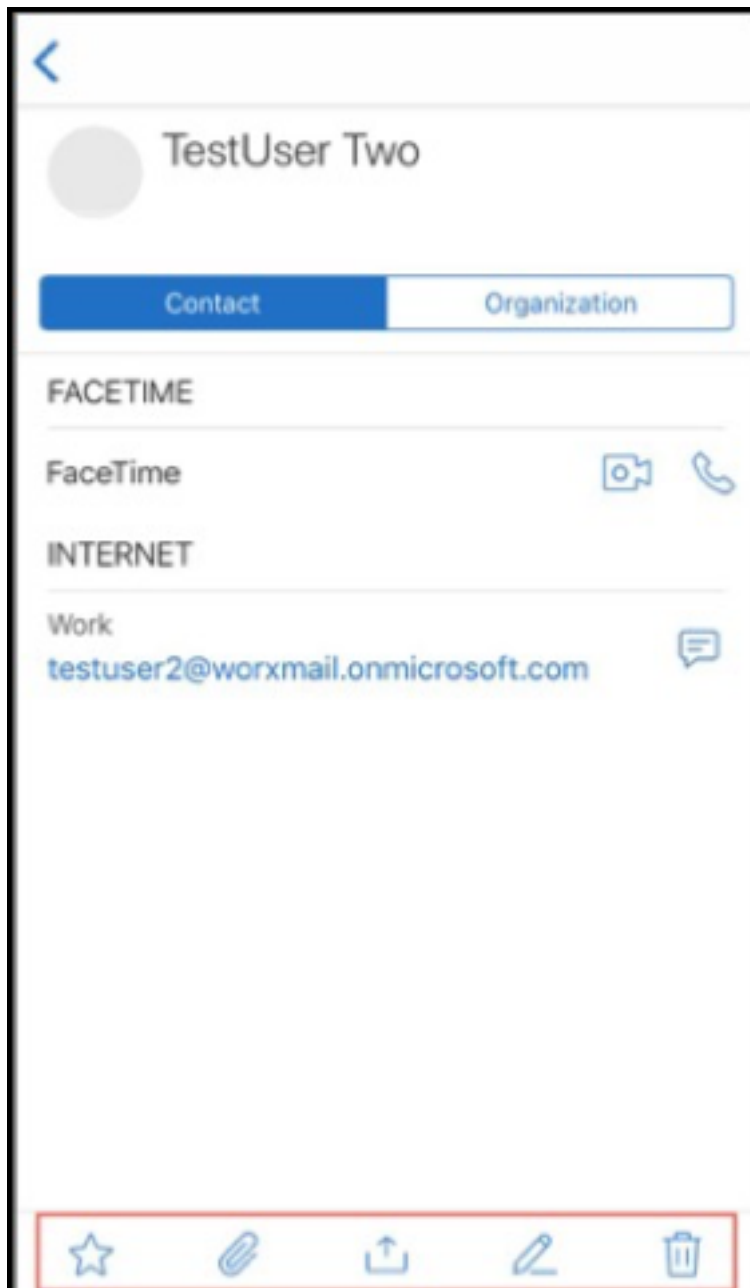 TestUser Two
Contact Organization
FACETIME
FaceTime
INTERNET
Work
testuser2@worxmail.onmicrosoft.com